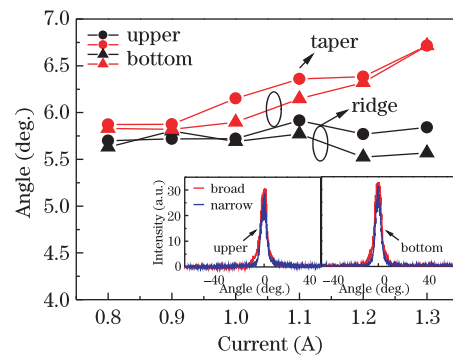 7.0
6.5
6.0
5.5
5.0
4.5
4.0
Angle (deg.)
upper
bottom
taper
ridge
30
20
10
0
Intensity (a.u.)
broad
narrow
upper
bottom
−40 0 40
−40 0 40
Angle (deg.)
Angle (deg.)
0.8 0.9 1.0 1.1 1.2 1.3
Current (A)